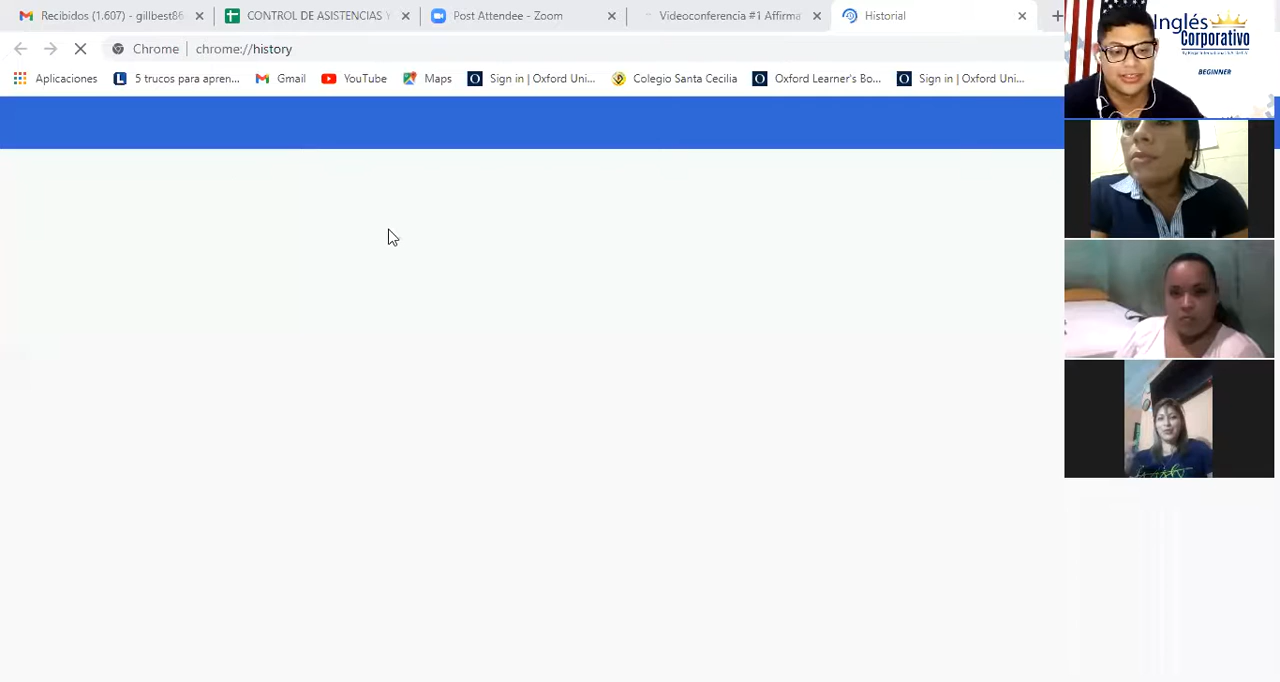 Recibidos (1.607) - gillbest86
CONTROL DE ASISTENCIAS Y
Post Attendee - Zoom
Videoconferencia #1 Affirma
Historial
Chrome
chrome://history
Aplicaciones
5 trucos para apren...
Gmail
YouTube
Maps
Sign in | Oxford Uni...
Colegio Santa Cecilia
Oxford Learner's Bo...
Sign in | Oxford Uni...
Inglés
Corporativo
BEGINNER